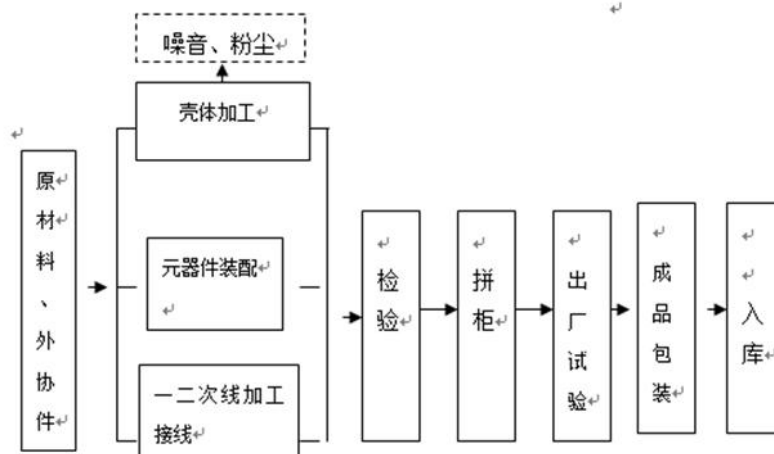 噪音、粉尘
壳体加工
原材料、外协件
元器件装配
一二次线加工
接线
检验
拼柜
出厂试验
成品包装
入库